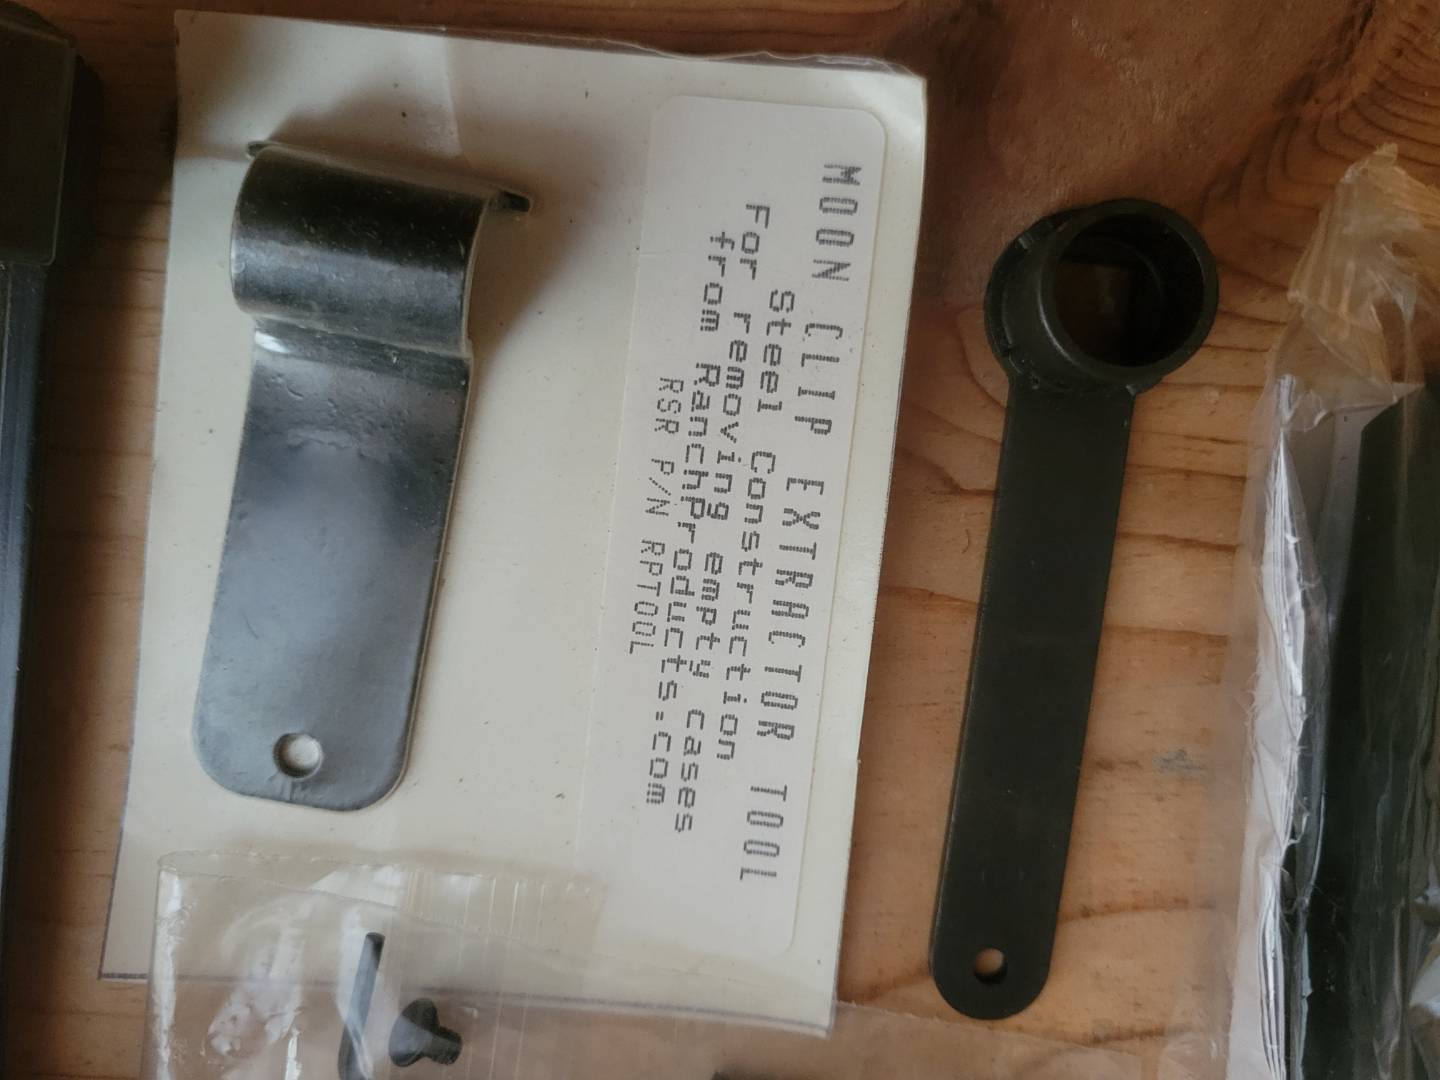 MOON CLIP EXTRACTOR TOOL
Steel Construction
For removing empty cases
from Ranchproducts.com
RSR P/N RPTOOL